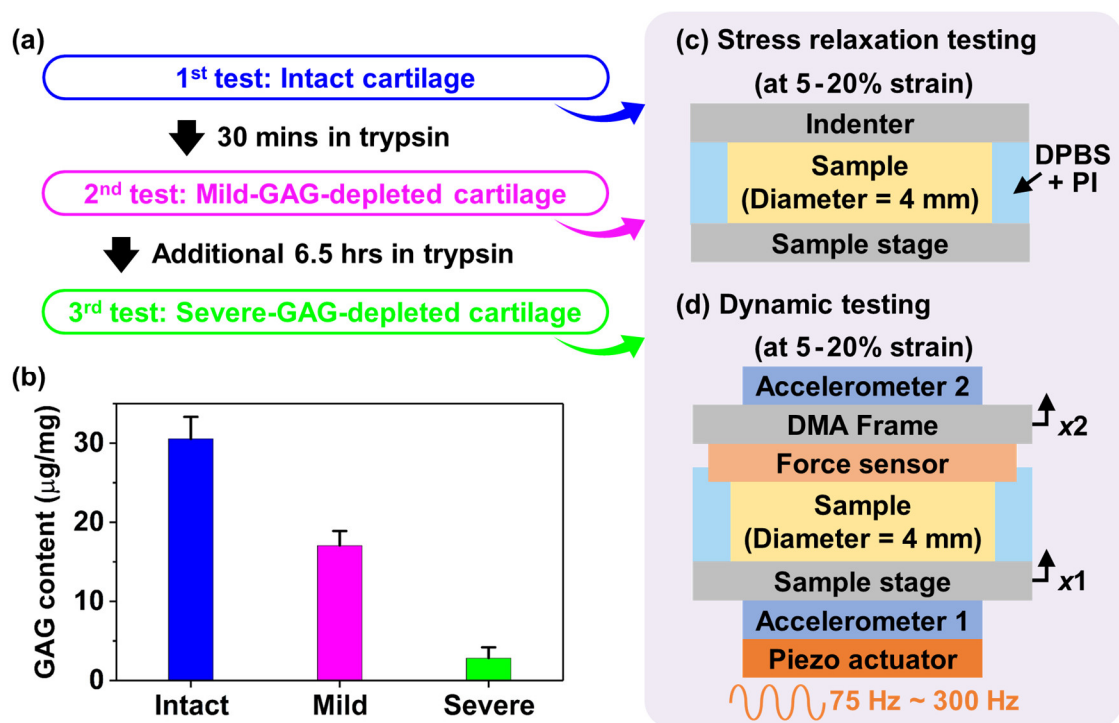 (a)
1st test: Intact cartilage
30 mins in trypsin
2nd test: Mild-GAG-depleted cartilage
Additional 6.5 hrs in trypsin
3rd test: Severe-GAG-depleted cartilage
(b)
GAG content (μg/mg)
30
20
10
0
Intact
Mild
Severe
(c) Stress relaxation testing
(at 5-20% strain)
Indenter
Sample
(Diameter = 4 mm)
DPBS
+ PI
Sample stage
(d) Dynamic testing
(at 5-20% strain)
Accelerometer 2
DMA Frame
x2
Force sensor
Sample
(Diameter = 4 mm)
Sample stage
x1
Accelerometer 1
Piezo actuator
75 Hz ~ 300 Hz